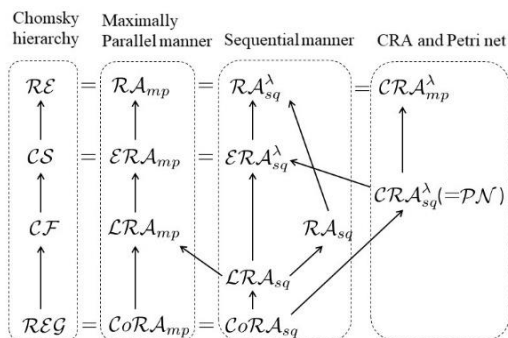 Chomsky hierarchy
Maximally Parallel manner
Sequential manner
CRA and Petri net
RE = RA_mp = RA^λ_sq = CRA^λ_mp
CS = ERA_mp = ERA^λ_sq
CRA^λ_sq(=PN)
CF LRA_mp RA_sq
LRA_sq
REG = CoRA_mp = CoRA_sq